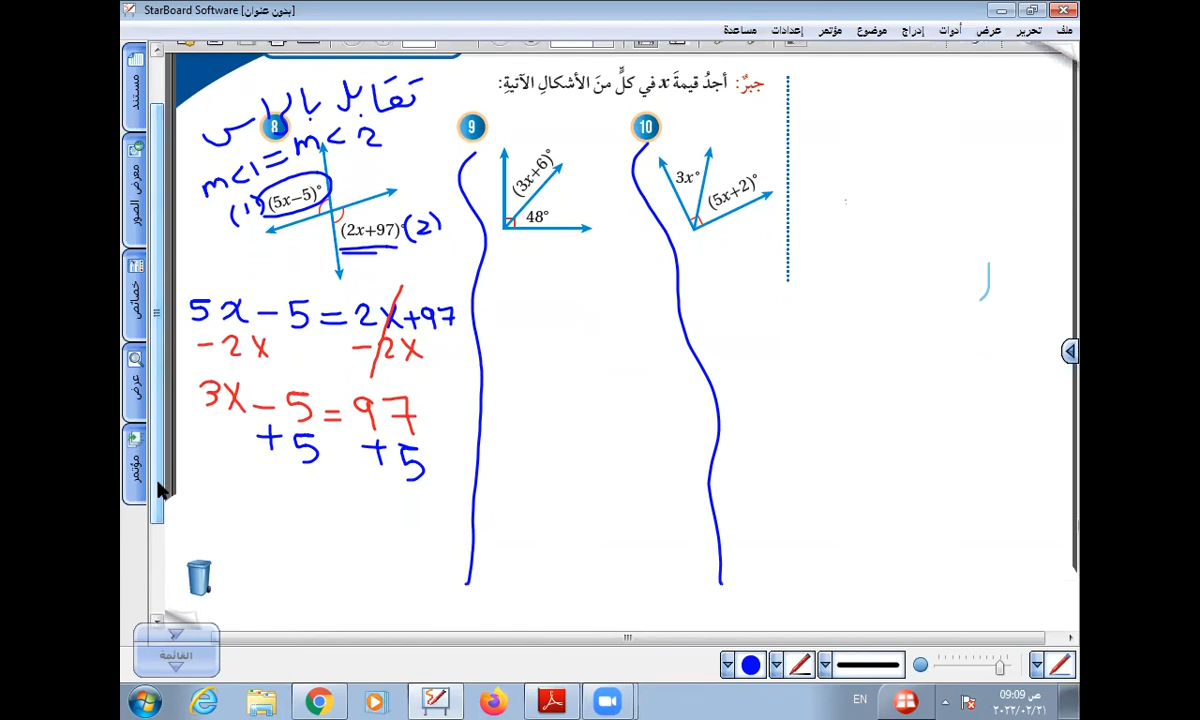 StarBoard Software [بدون عنوان]
ملف تحرير عرض أدوات إدراج موضوع مؤتمر إعدادات مساعدة
مستند
معرض الصور
خصائص
عرض
مؤتمر
جبرٌ: أجدُ قيمةَ x في كلٍّ منَ الأشكالِ الآتيةِ:
تقابل بالرأس
8
m<1 = m<2
(1) (5x−5)°
(2x+97)° (2)
5x − 5 = 2x + 97
−2x −2x
3x − 5 = 97
+5 +5
9
(3x+6)°
48°
10
3x°
(5x+2)°
القائمة
EN
09:09 ص
٢٠٢٢/٠٢/٢١